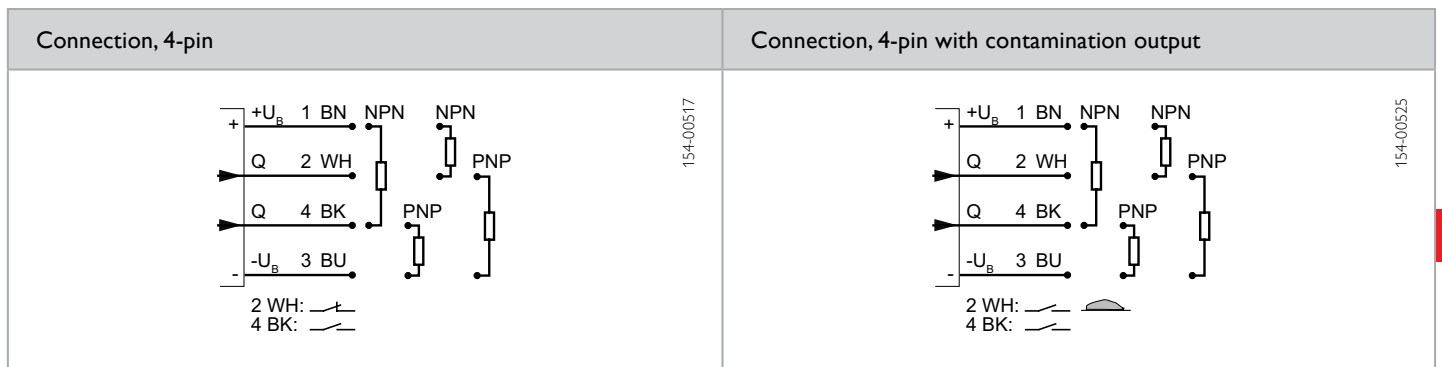 Connection, 4-pin
+U_B 1 BN NPN NPN
+
Q 2 WH PNP
Q 4 BK PNP
-U_B 3 BU
-
2 WH:
4 BK:
154-00517
Connection, 4-pin with contamination output
+U_B 1 BN NPN NPN
+
Q 2 WH PNP
Q 4 BK PNP
-U_B 3 BU
-
2 WH:
4 BK:
154-00525